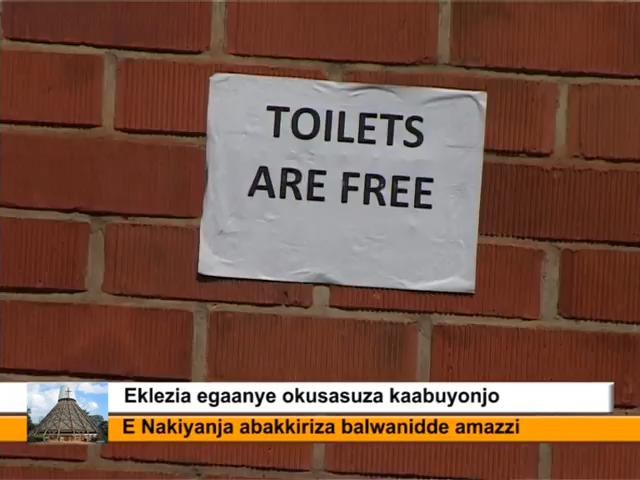 TOILETS
ARE FREE
Eklezia egaanye okusasuza kaabuyonjo
E Nakiyanja abakkiriza balwanidde amazzi